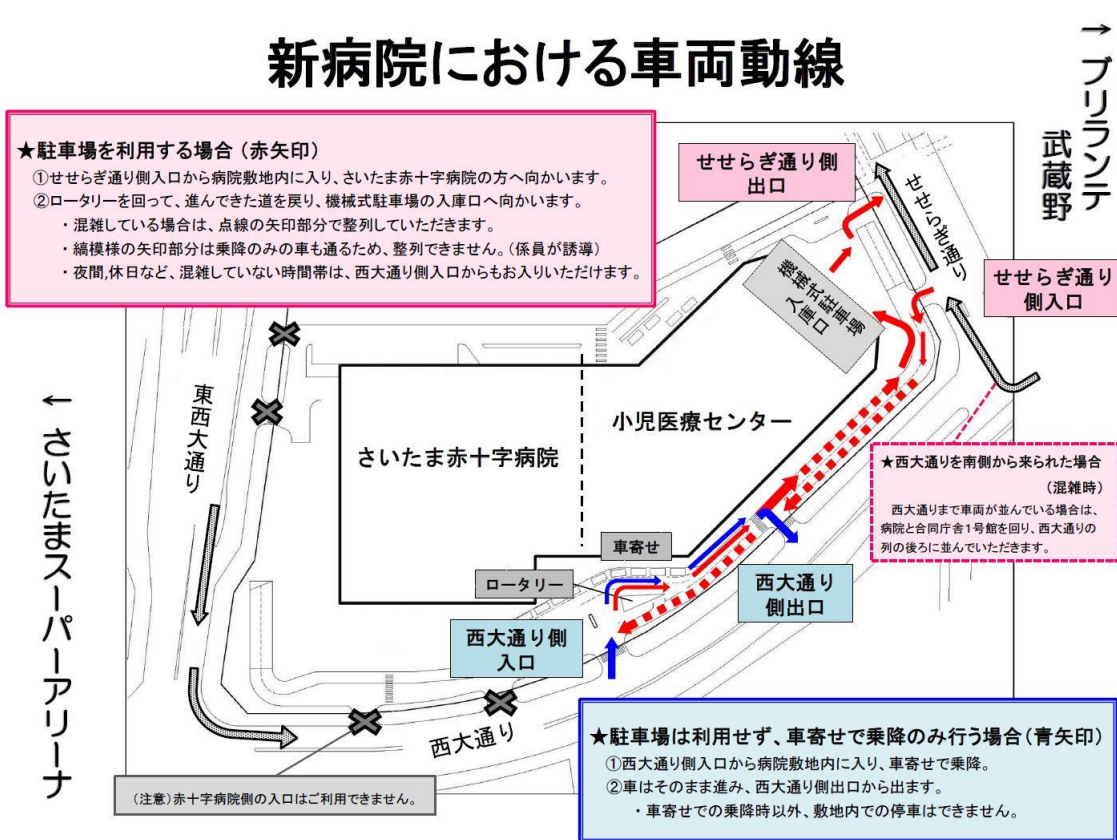 新病院における車両動線
→ ブリランテ
武蔵野
★駐車場を利用する場合（赤矢印）
①せせらぎ通り側入口から病院敷地内に入り、さいたま赤十字病院の方へ向かいます。
②ロータリーを回って、進んできた道を戻り、機械式駐車場の入庫口へ向かいます。
・混雑している場合は、点線の矢印部分で整列していただきます。
・縞模様の矢印部分は乗降のみの車も通るため、整列できません。（係員が誘導）
・夜間,休日など、混雑していない時間帯は、西大通り側入口からもお入りいただけます。
せせらぎ通り側
出口
せせらぎ通り
せせらぎ通り
側入口
機械式駐車場
入庫口
東西大通り
← さいたまスーパーアリーナ
さいたま赤十字病院
小児医療センター
★西大通りを南側から来られた場合
（混雑時）
西大通りまで車両が並んでいる場合は、
病院と合同庁舎1号館を回り、西大通りの
列の後ろに並んでいただきます。
車寄せ
ロータリー
西大通り
側出口
西大通り側
入口
西大通り
（注意）赤十字病院側の入口はご利用できません。
★駐車場は利用せず、車寄せで乗降のみ行う場合（青矢印）
①西大通り側入口から病院敷地内に入り、車寄せで乗降。
②車はそのまま進み、西大通り側出口から出ます。
・車寄せでの乗降時以外、敷地内での停車はできません。